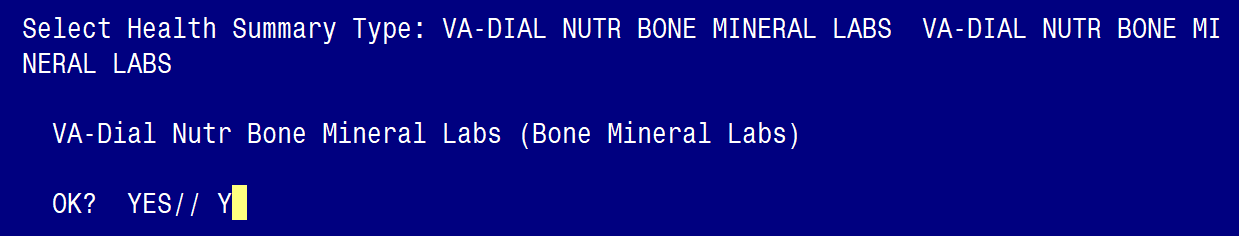 Select Health Summary Type: VA-DIAL NUTR BONE MINERAL LABS  VA-DIAL NUTR BONE MI
NERAL LABS
VA-Dial Nutr Bone Mineral Labs (Bone Mineral Labs)
OK?  YES// Y